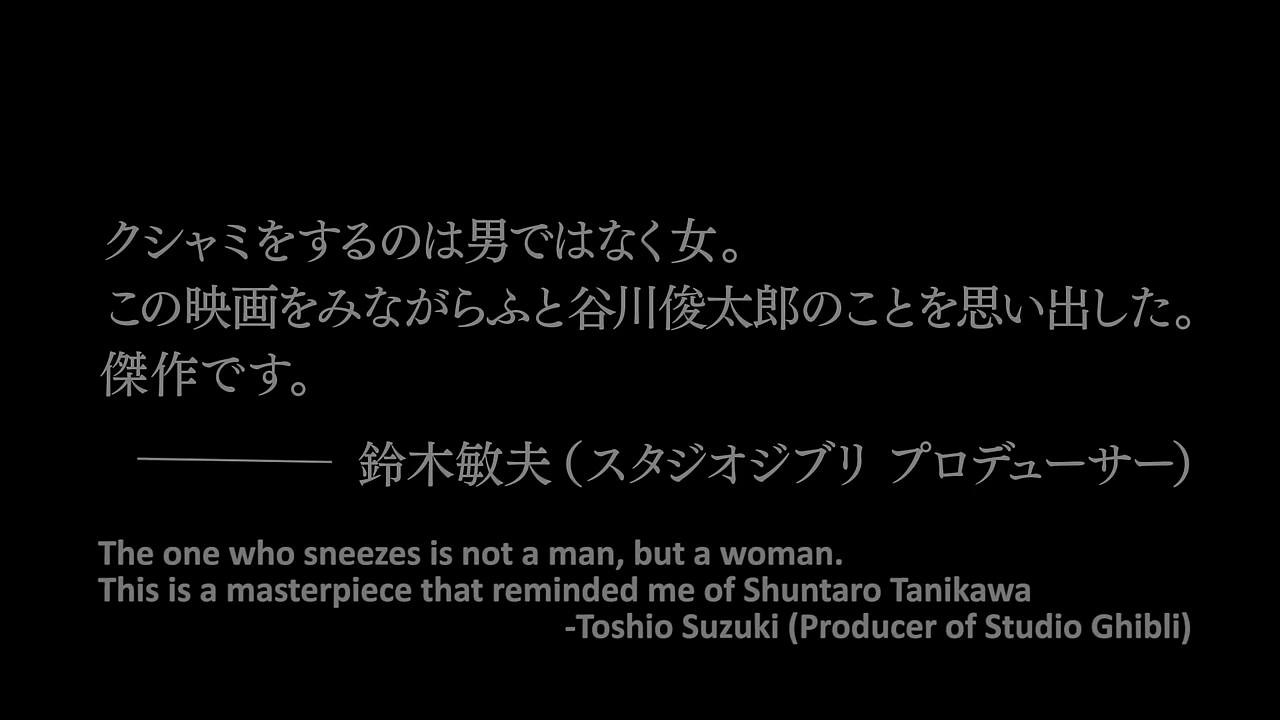 クシャミをするのは男ではなく女。
この映画をみながらふと谷川俊太郎のことを思い出した。
傑作です。
―――― 鈴木敏夫（スタジオジブリ プロデューサー）
The one who sneezes is not a man, but a woman.
This is a masterpiece that reminded me of Shuntaro Tanikawa
-Toshio Suzuki (Producer of Studio Ghibli)